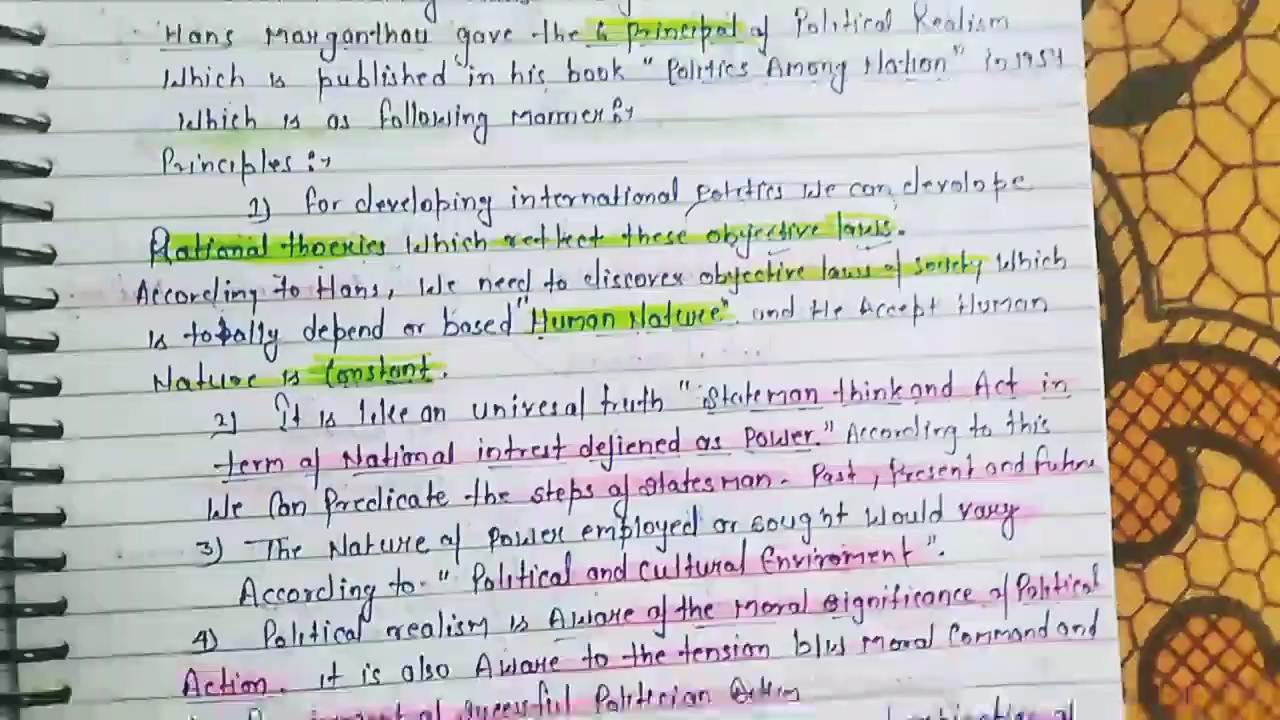 Hans Marganthau gave the 6 principal of Political Realism
Which is published in his book "Politics Among Nation" in 1954
Which is as following manner:-
Principles:-
1) for developing international politics we can develope
Rational thoeries which reflect these objective laws.
According to Hans, we need to discover objective laws of society which
is totally depend or based "Human Nature" and He Accept Human
Nature is Constant.
2) It is like an univesal truth "Stateman think and Act in
term of National intrest defiened as Power." According to this
We Can Predicate the steps of statesman - Past, Present and future
3) The Nature of Power employed or sought would vary
According to - "Political and cultural Enviroment".
4) Political realism is Aware of the moral significance of Political
Action. it is also Aware to the tension b/w moral Command and
of successful Politician